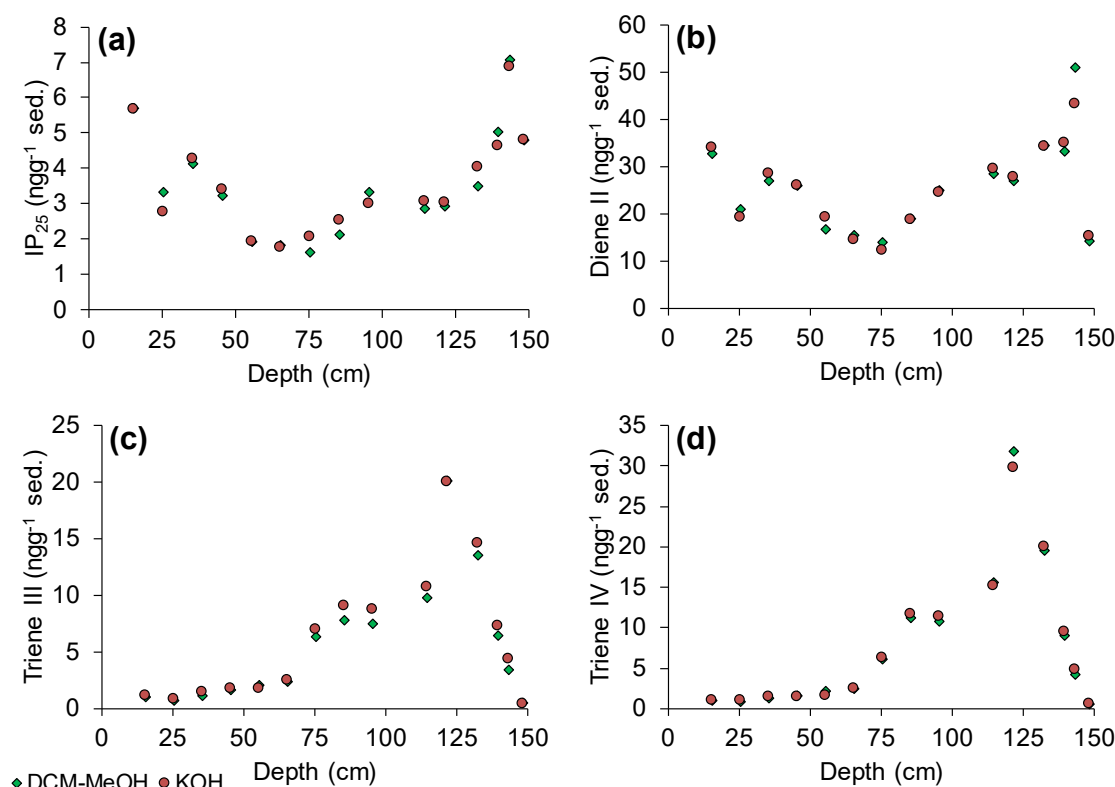 (a)
IP25 (ngg-1 sed.)
8
7
6
5
4
3
2
1
0
0 25 50 75 100 125 150
Depth (cm)
(b)
Diene II (ngg-1 sed.)
60
50
40
30
20
10
0
0 25 50 75 100 125 150
Depth (cm)
(c)
Triene III (ngg-1 sed.)
25
20
15
10
5
0
0 25 50 75 100 125 150
Depth (cm)
(d)
Triene IV (ngg-1 sed.)
35
30
25
20
15
10
5
0
0 25 50 75 100 125 150
Depth (cm)
DCM-MeOH KOH